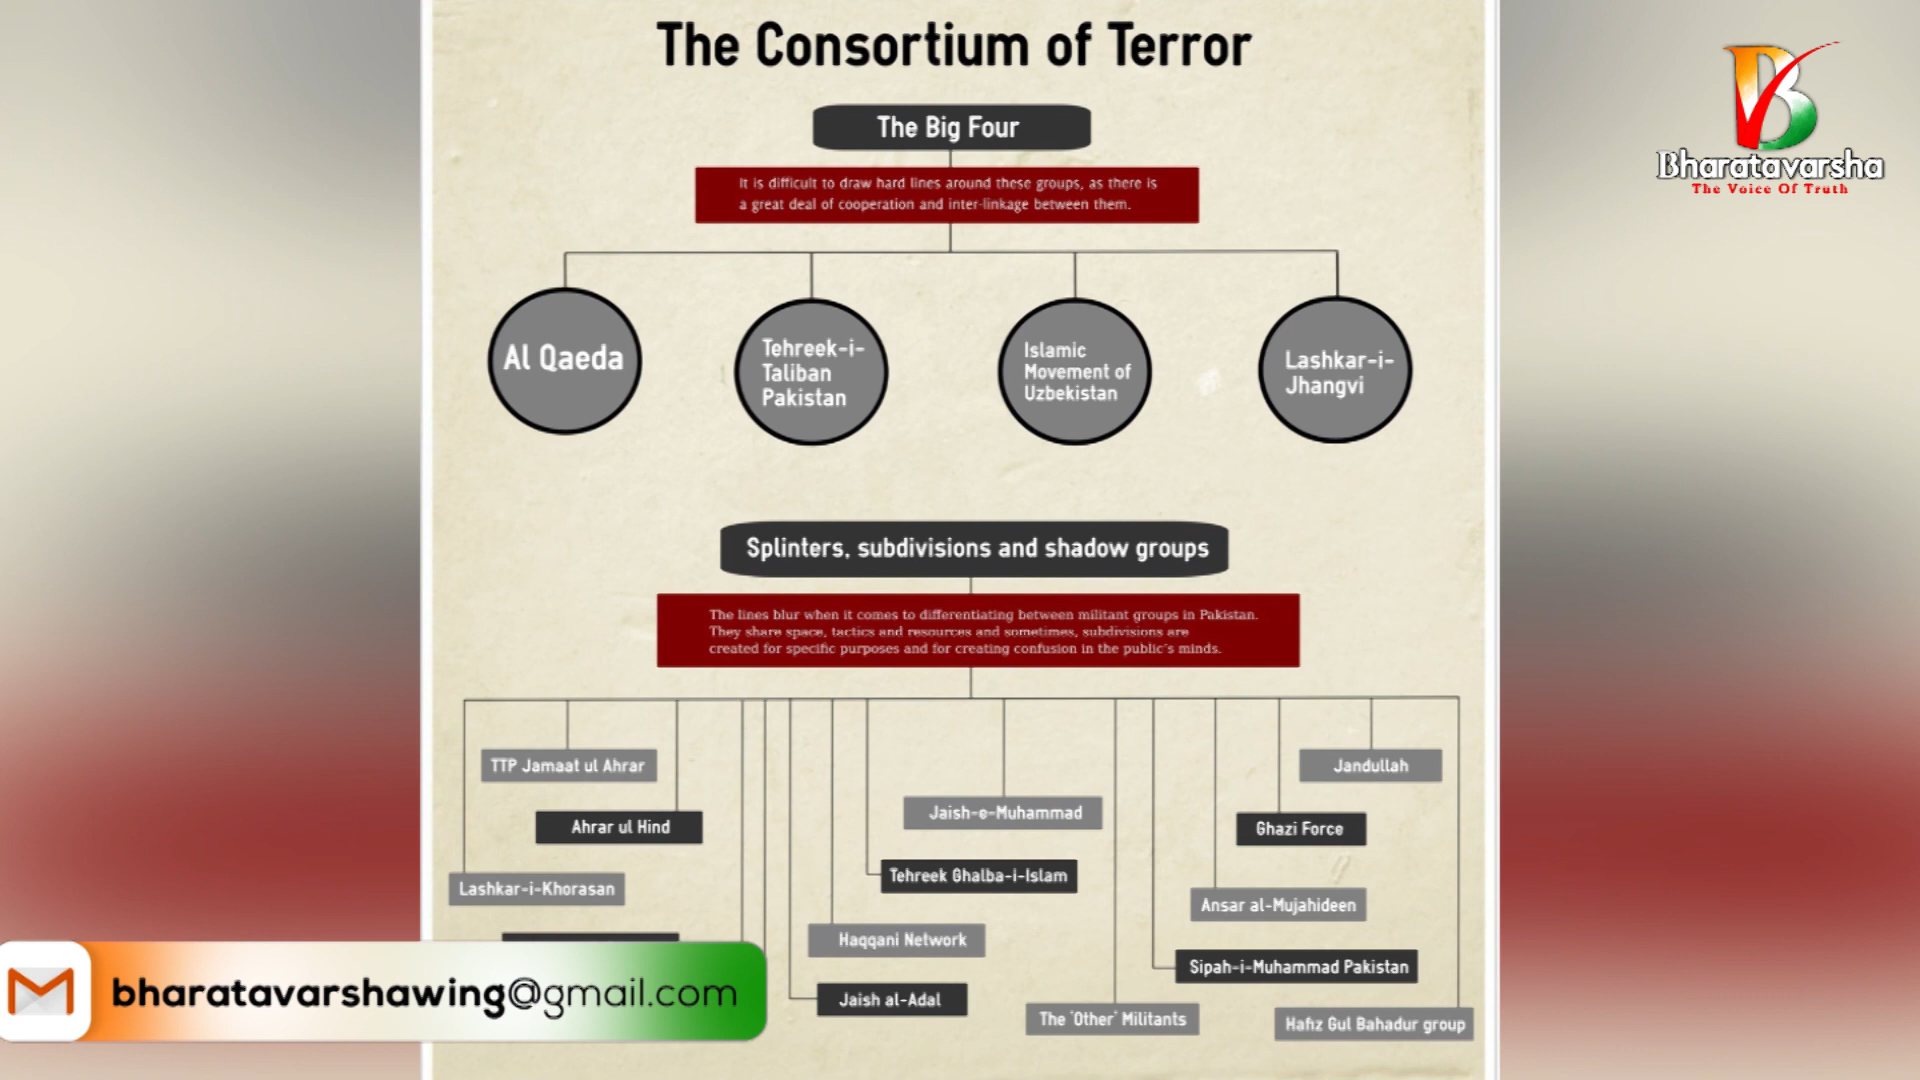 The Consortium of Terror
The Big Four
It is difficult to draw hard lines around these groups, as there is
a great deal of cooperation and inter-linkage between them.
Al Qaeda
Tehreek-i-
Taliban
Pakistan
Islamic
Movement of
Uzbekistan
Lashkar-i-
Jhangvi
Splinters, subdivisions and shadow groups
The lines blur when it comes to differentiating between militant groups in Pakistan.
They share space, tactics and resources and sometimes, subdivisions are
created for specific purposes and for creating confusion in the public's minds.
TTP Jamaat ul Ahrar
Jandullah
Jaish-e-Muhammad
Ahrar ul Hind
Ghazi Force
Tehreek Ghalba-i-Islam
Lashkar-i-Khorasan
Ansar al-Mujahideen
Haqqani Network
Sipah-i-Muhammad Pakistan
Jaish al-Adal
The 'Other' Militants
Hafiz Gul Bahadur group
bharatavarshawing@gmail.com
Bharatavarsha
The Voice Of Truth